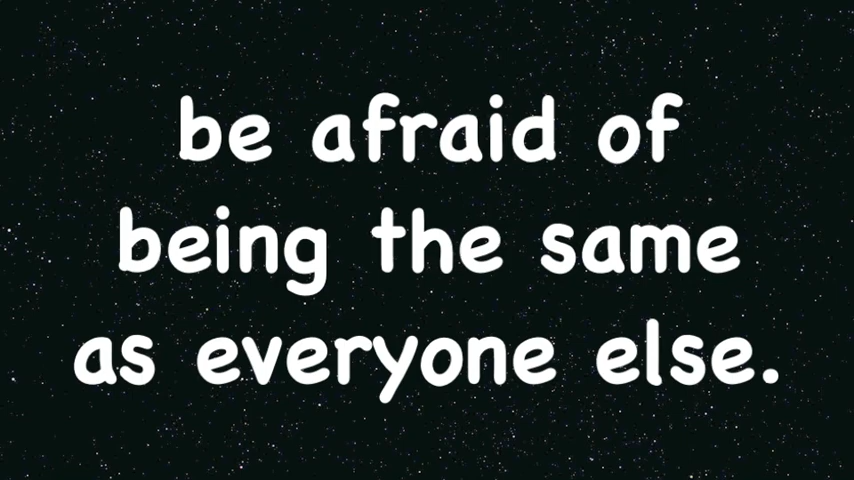 be afraid of
being the same
as everyone else.